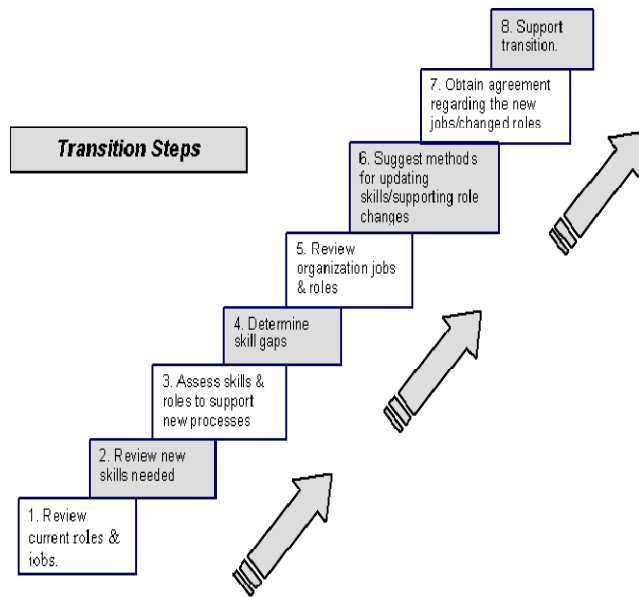 8. Support
transition.
7. Obtain agreement
regarding the new
jobs/changed roles
Transition Steps
6. Suggest methods
for updating
skills/supporting role
changes
5. Review
organization jobs
& roles
4. Determine
skill gaps
3. Assess skills &
roles to support
new processes
2. Review new
skills needed
1. Review
current roles &
jobs.